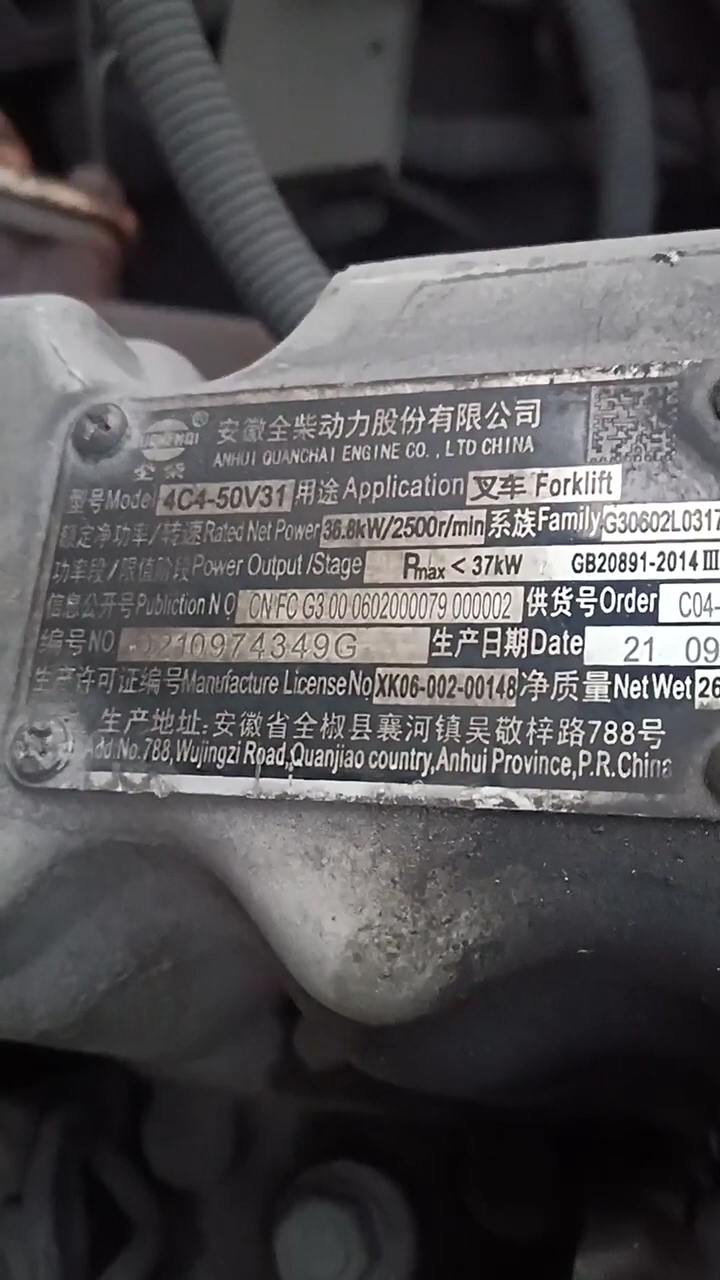 安徽全柴动力股份有限公司
ANHUI QUANCHAI ENGINE CO., LTD CHINA
全柴
型号Model 4C4-50V31 用途Application 叉车 Forklift
额定净功率/转速Rated Net Power 36.8kW/2500r/min 系族Family G30602L0317
功率段/限值阶段Power Output/Stage Pmax < 37kW GB20891-2014 III
信息公开号Publiction NO CN FC G3 00 0602000079 000002 供货号Order C04-
编号NO 210974349G 生产日期Date 21 09
生产许可证编号Manufacture License No XK06-002-00148 净质量Net Wet 26
生产地址:安徽省全椒县襄河镇吴敬梓路788号
Add No.788,Wujingzi Road,Quanjiao country,Anhui Province,P.R.China